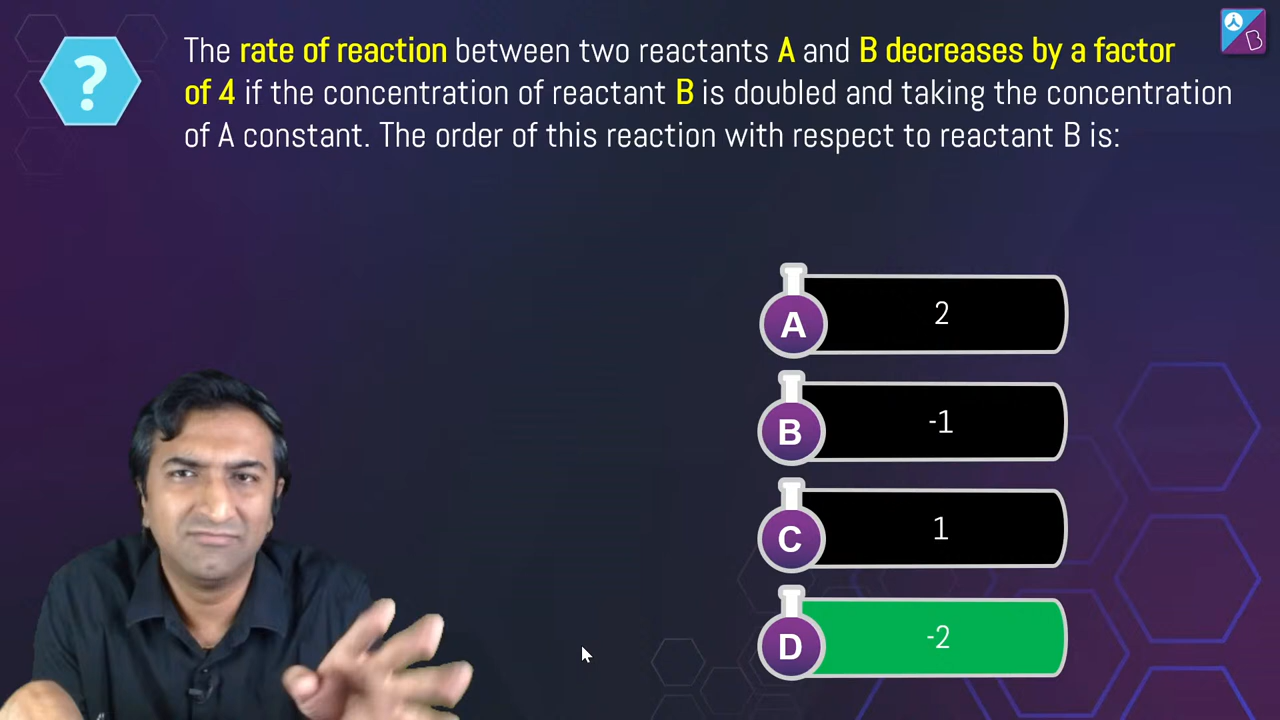 ?
The rate of reaction between two reactants A and B decreases by a factor
of 4 if the concentration of reactant B is doubled and taking the concentration
of A constant. The order of this reaction with respect to reactant B is:
B
A 2
B -1
C 1
D -2